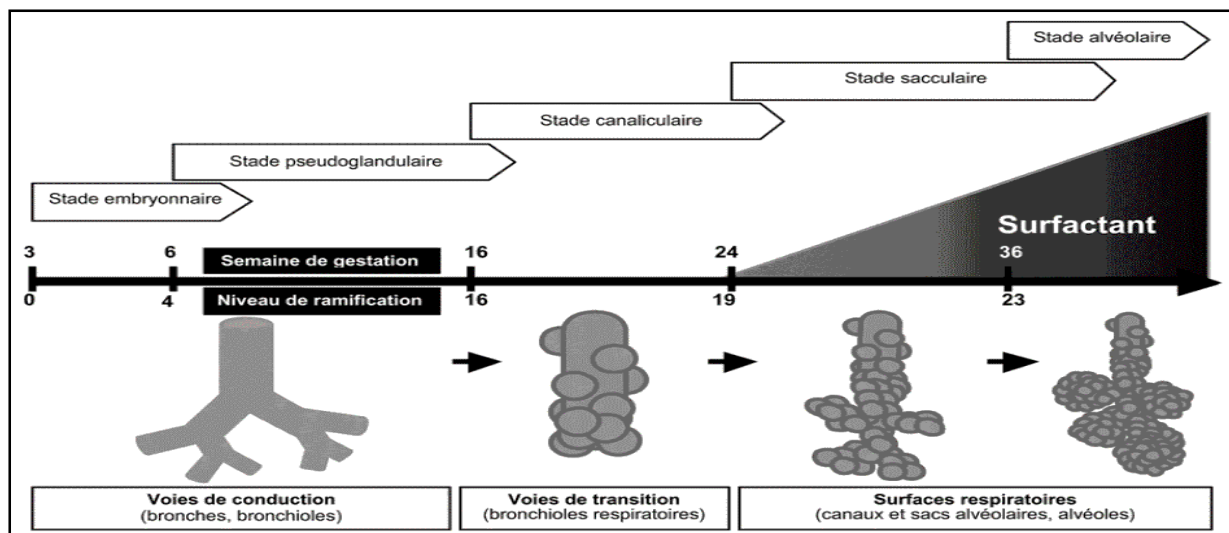 Stade alvéolaire
Stade sacculaire
Stade canaliculaire
Stade pseudoglandulaire
Stade embryonnaire
Surfactant
3 6 Semaine de gestation 16 24 36
0 4 Niveau de ramification 16 19 23
Voies de conduction
(bronches, bronchioles)
Voies de transition
(bronchioles respiratoires)
Surfaces respiratoires
(canaux et sacs alvéolaires, alvéoles)